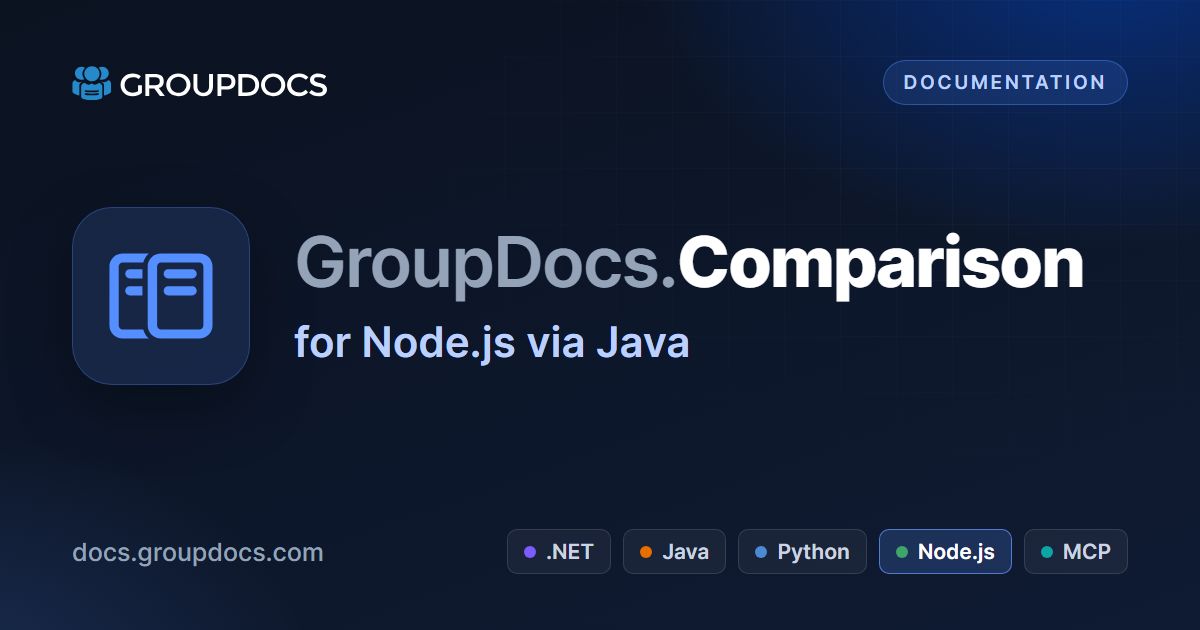 GROUPDOCS
DOCUMENTATION
GroupDocs.Comparison
for Node.js via Java
docs.groupdocs.com
.NET
Java
Python
Node.js
MCP